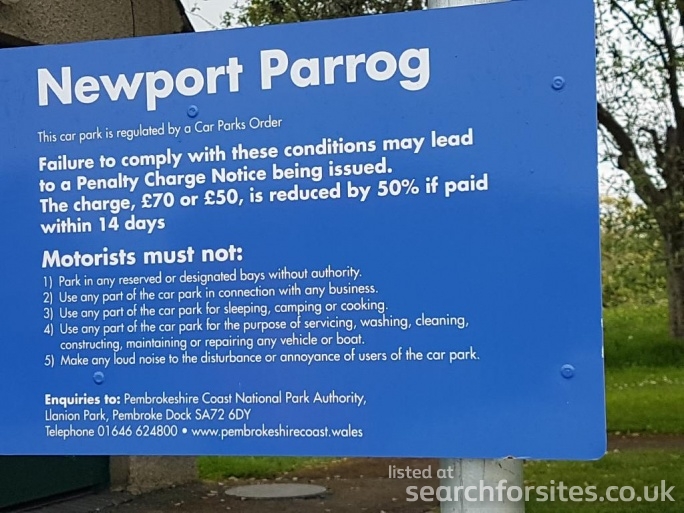 Newport Parrog
This car park is regulated by a Car Parks Order
Failure to comply with these conditions may lead
to a Penalty Charge Notice being issued.
The charge, £70 or £50, is reduced by 50% if paid
within 14 days
Motorists must not:
1) Park in any reserved or designated bays without authority.
2) Use any part of the car park in connection with any business.
3) Use any part of the car park for sleeping, camping or cooking.
4) Use any part of the car park for the purpose of servicing, washing, cleaning,
constructing, maintaining or repairing any vehicle or boat.
5) Make any loud noise to the disturbance or annoyance of users of the car park.
Enquiries to: Pembrokeshire Coast National Park Authority,
Llanion Park, Pembroke Dock SA72 6DY
Telephone 01646 624800 • www.pembrokeshirecoast.wales
listed at
searchforsites.co.uk